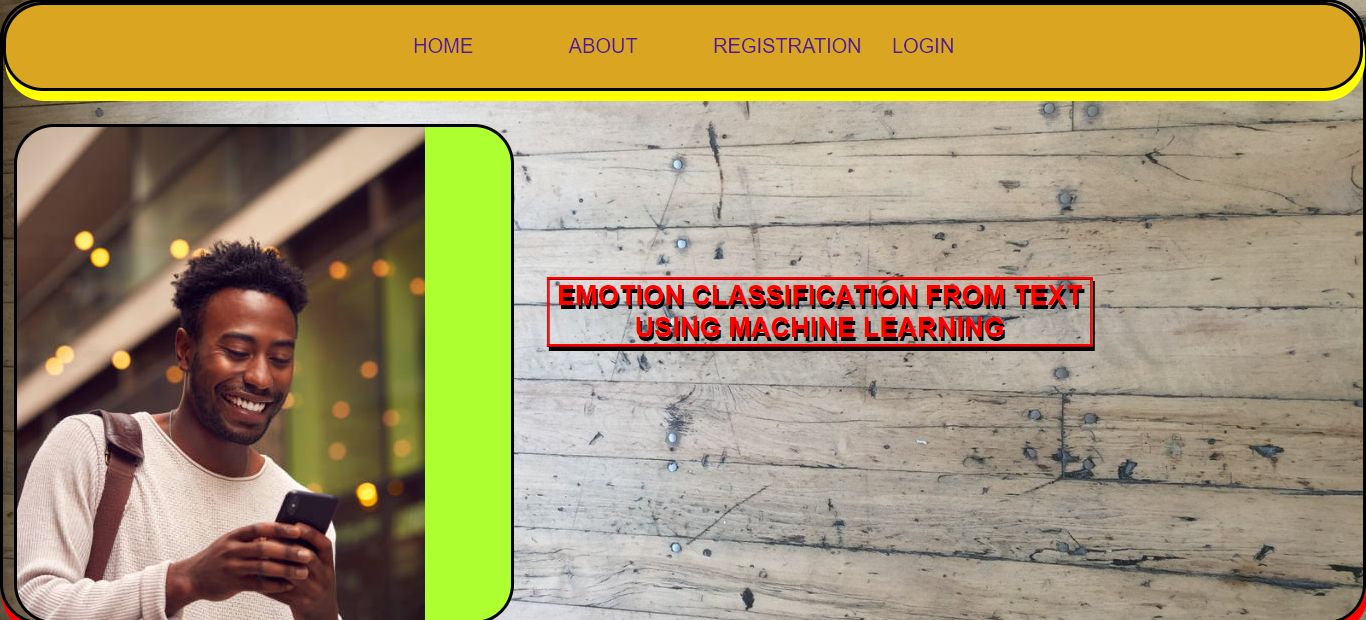 HOME ABOUT REGISTRATION LOGIN
EMOTION CLASSIFICATION FROM TEXT
USING MACHINE LEARNING